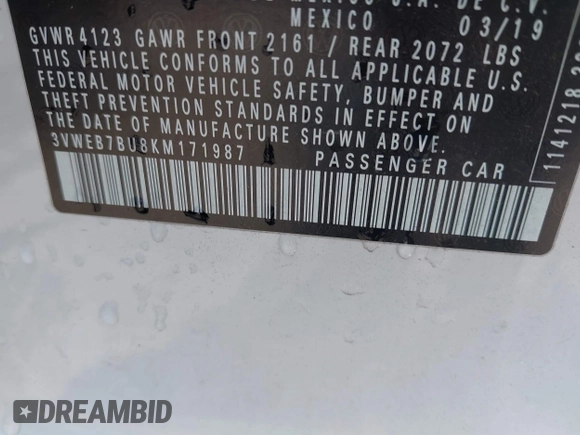 MEXICO S.A. DE C.V.
MEXICO 03/19
GVWR 4123 GAWR FRONT 2161 / REAR 2072 LBS
THIS VEHICLE CONFORMS TO ALL APPLICABLE U.S.
FEDERAL MOTOR VEHICLE SAFETY, BUMPER AND
THEFT PREVENTION STANDARDS IN EFFECT ON
THE DATE OF MANUFACTURE SHOWN ABOVE.
3VWEB7BU8KM171987 PASSENGER CAR
1141218
DREAMBID